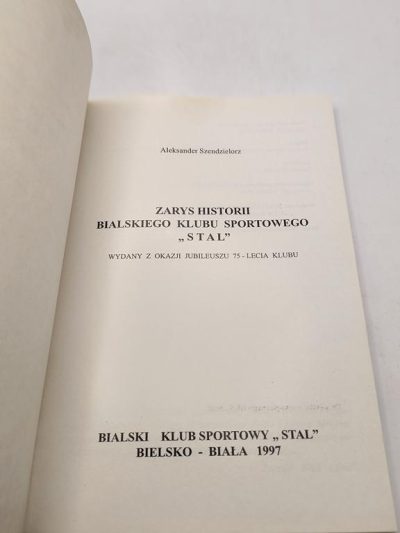 Aleksander Szendzielorz
ZARYS HISTORII
BIALSKIEGO KLUBU SPORTOWEGO
„STAL”
WYDANY Z OKAZJI JUBILEUSZU 75 - LECIA KLUBU
BIALSKI KLUB SPORTOWY „STAL”
BIELSKO - BIAŁA 1997